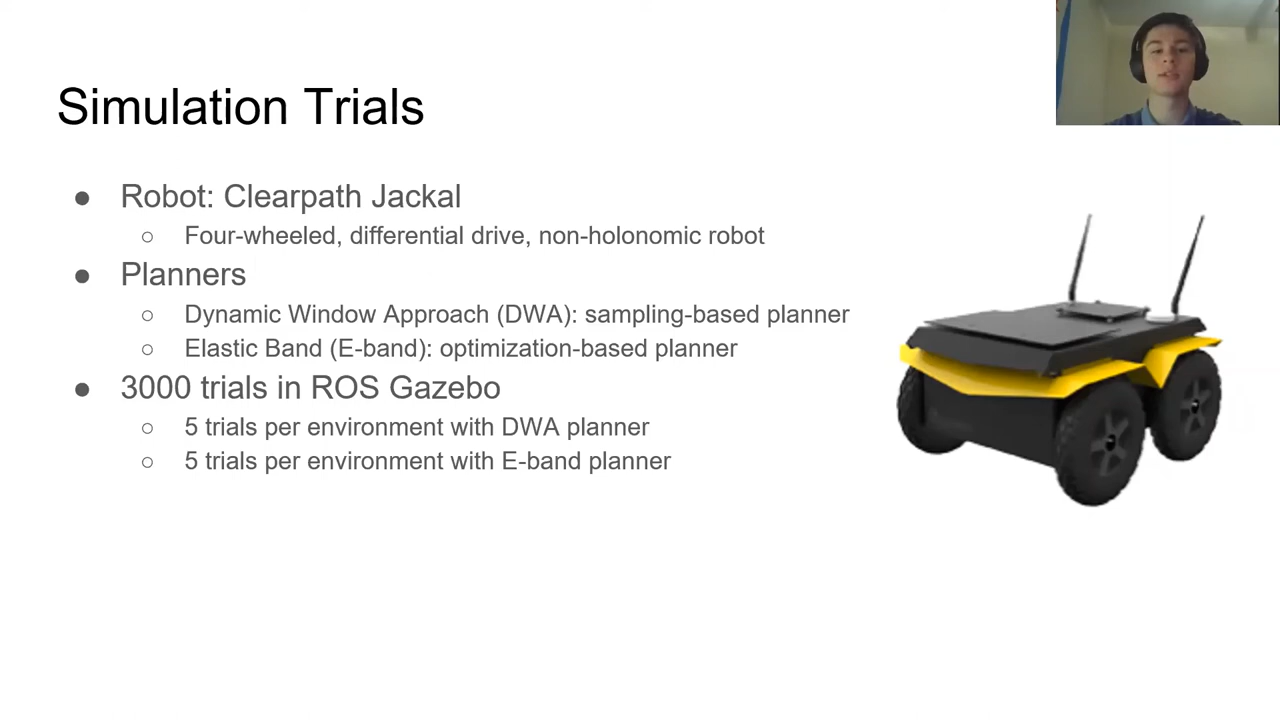 Simulation Trials
● Robot: Clearpath Jackal
○ Four-wheeled, differential drive, non-holonomic robot
● Planners
○ Dynamic Window Approach (DWA): sampling-based planner
○ Elastic Band (E-band): optimization-based planner
● 3000 trials in ROS Gazebo
○ 5 trials per environment with DWA planner
○ 5 trials per environment with E-band planner